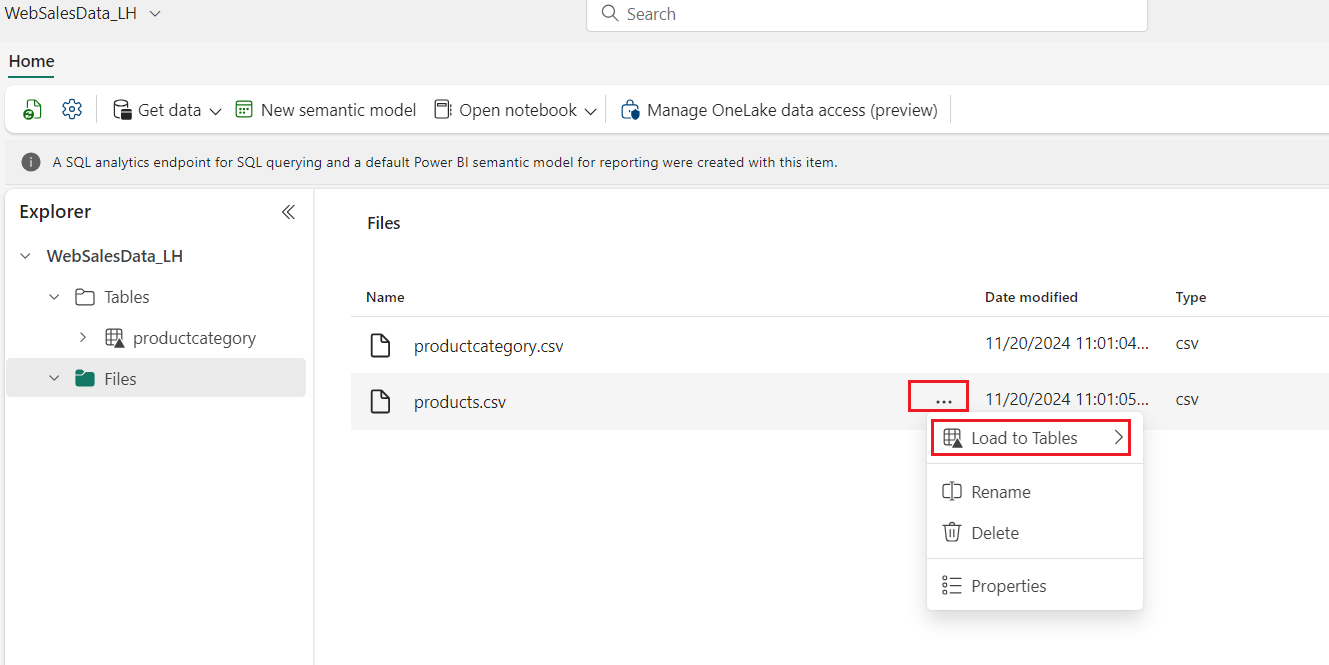 WebSalesData_LH
Search
Home
Get data
New semantic model
Open notebook
Manage OneLake data access (preview)
A SQL analytics endpoint for SQL querying and a default Power BI semantic model for reporting were created with this item.
Explorer
WebSalesData_LH
Tables
productcategory
Files
Files
Name Date modified Type
productcategory.csv 11/20/2024 11:01:04... csv
products.csv ... 11/20/2024 11:01:05... csv
Load to Tables
Rename
Delete
Properties